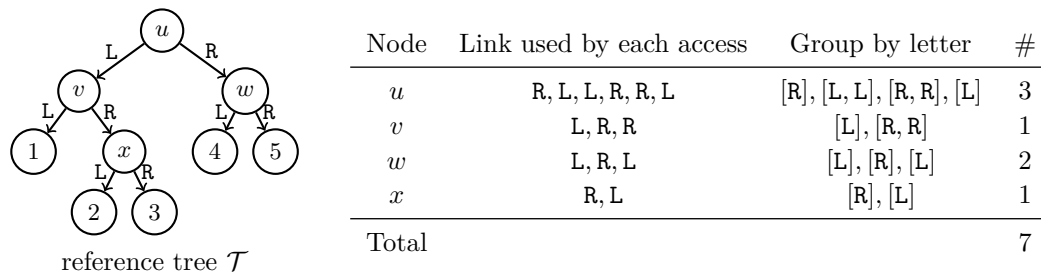 u
L R
v w
L R L R
1 x 4 5
L R
2 3
reference tree 𝒯
Node Link used by each access Group by letter #
u R, L, L, R, R, L [R], [L, L], [R, R], [L] 3
v L, R, R [L], [R, R] 1
w L, R, L [L], [R], [L] 2
x R, L [R], [L] 1
Total 7